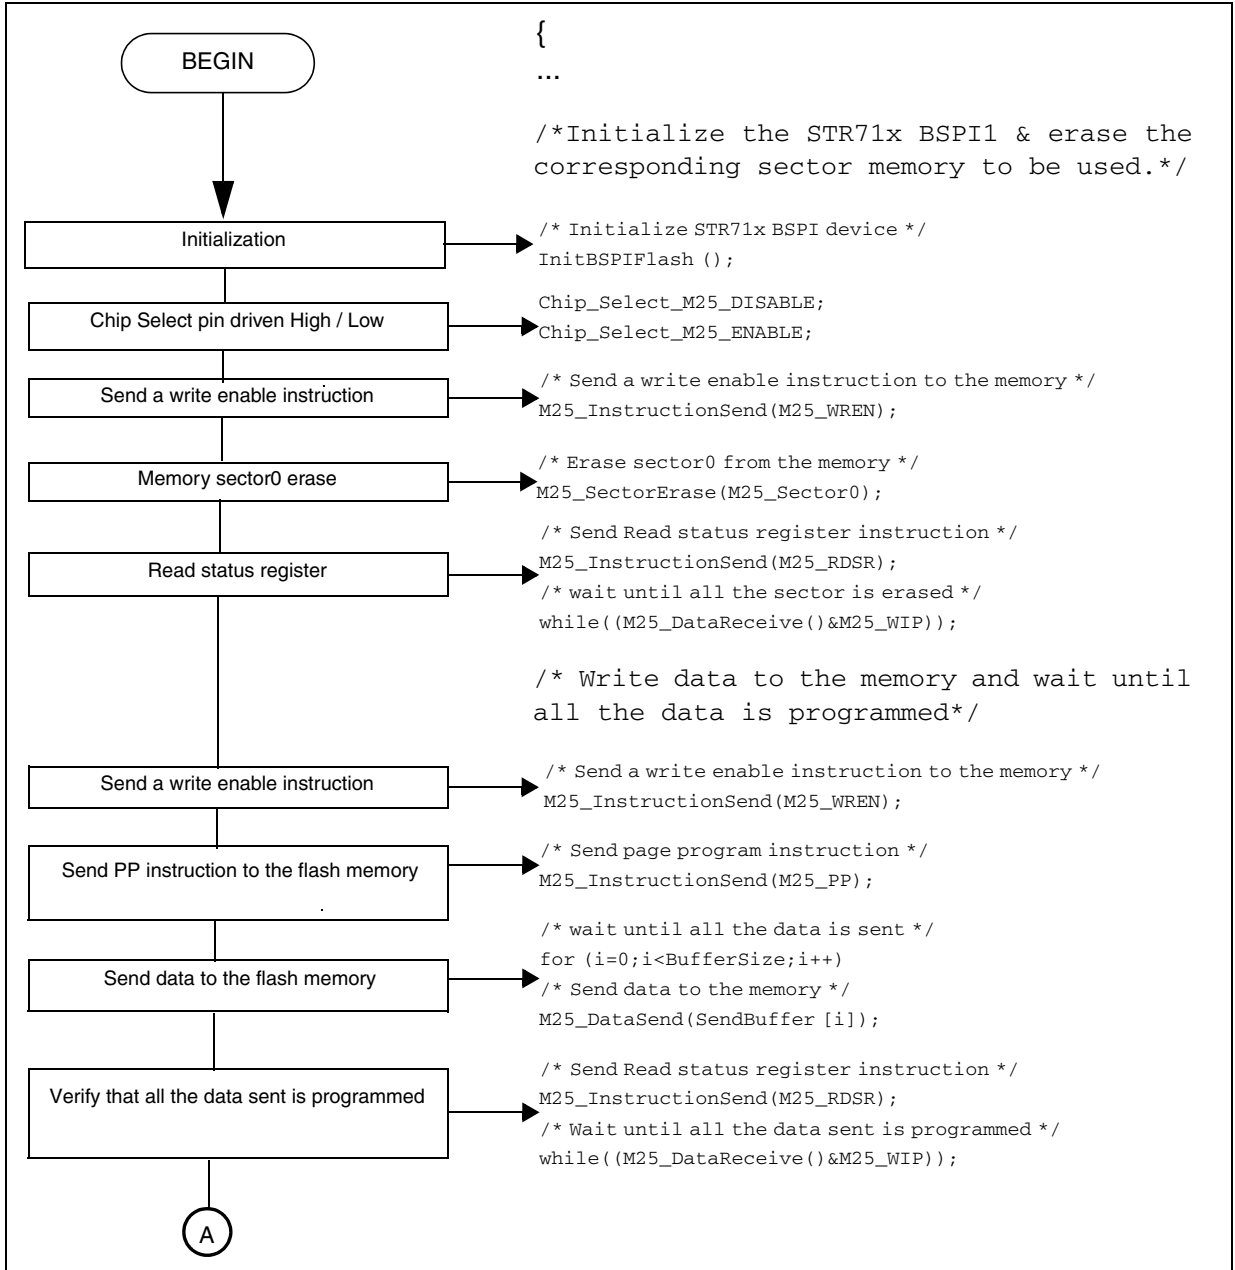 BEGIN
{
...
/*Initialize the STR71x BSPI1 & erase the
corresponding sector memory to be used.*/
Initialization
/* Initialize STR71x BSPI device */
InitBSPIFlash ();
Chip Select pin driven High / Low
Chip_Select_M25_DISABLE;
Chip_Select_M25_ENABLE;
Send a write enable instruction
/* Send a write enable instruction to the memory */
M25_InstructionSend(M25_WREN);
Memory sector0 erase
/* Erase sector0 from the memory */
M25_SectorErase(M25_Sector0);
Read status register
/* Send Read status register instruction */
M25_InstructionSend(M25_RDSR);
/* wait until all the sector is erased */
while((M25_DataReceive()&M25_WIP));
/* Write data to the memory and wait until
all the data is programmed*/
Send a write enable instruction
/* Send a write enable instruction to the memory */
M25_InstructionSend(M25_WREN);
Send PP instruction to the flash memory
/* Send page program instruction */
M25_InstructionSend(M25_PP);
Send data to the flash memory
/* wait until all the data is sent */
for (i=0;i<BufferSize;i++)
/* Send data to the memory */
M25_DataSend(SendBuffer [i]);
Verify that all the data sent is programmed
/* Send Read status register instruction */
M25_InstructionSend(M25_RDSR);
/* Wait until all the data sent is programmed */
while((M25_DataReceive()&M25_WIP));
A